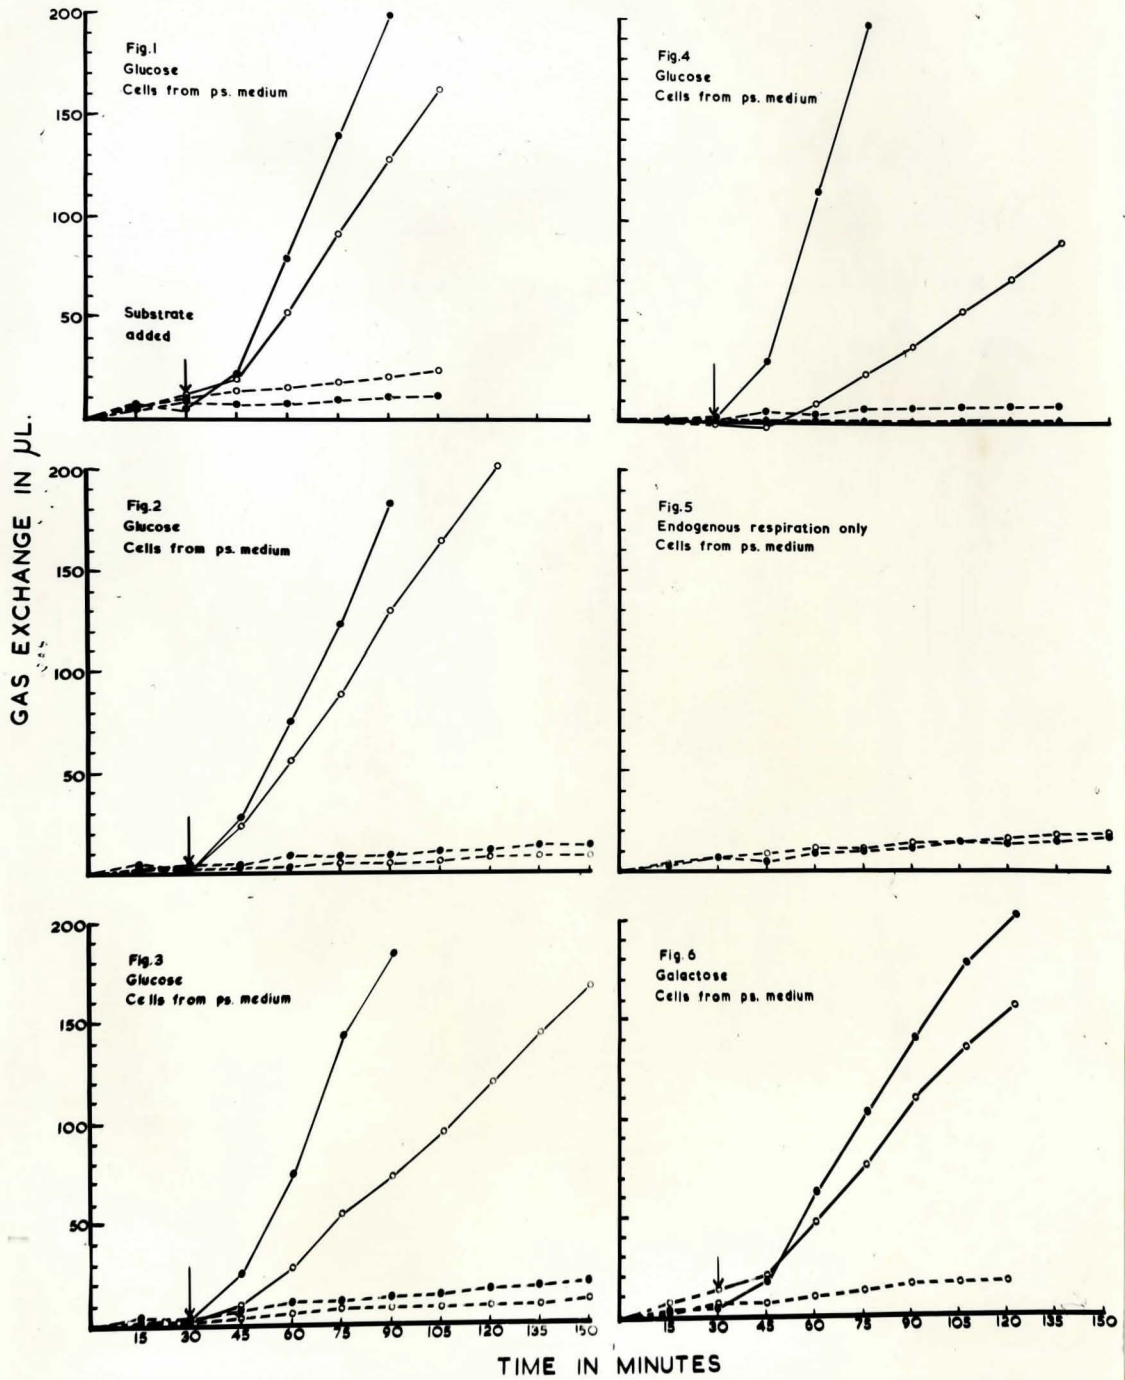 GAS EXCHANGE IN µL.
200
150
100
50
Fig.1
Glucose
Cells from ps. medium
Substrate
added
Fig.4
Glucose
Cells from ps. medium
200
150
100
50
Fig.2
Glucose
Cells from ps. medium
Fig.5
Endogenous respiration only
Cells from ps. medium
200
150
100
50
Fig.3
Glucose
Cells from ps. medium
15 30 45 60 75 90 105 120 135 150
Fig.6
Galactose
Cells from ps. medium
15 30 45 60 75 90 105 120 135 150
TIME IN MINUTES